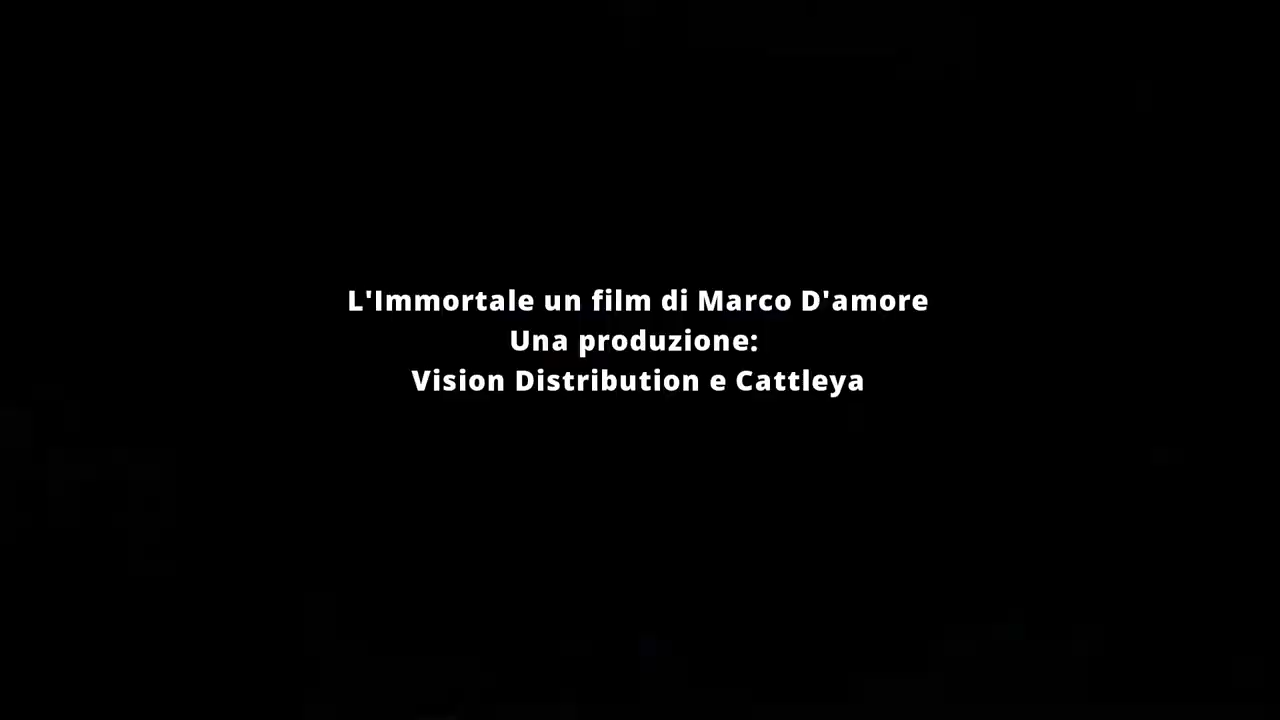 L'Immortale un film di Marco D'amore
Una produzione:
Vision Distribution e Cattleya